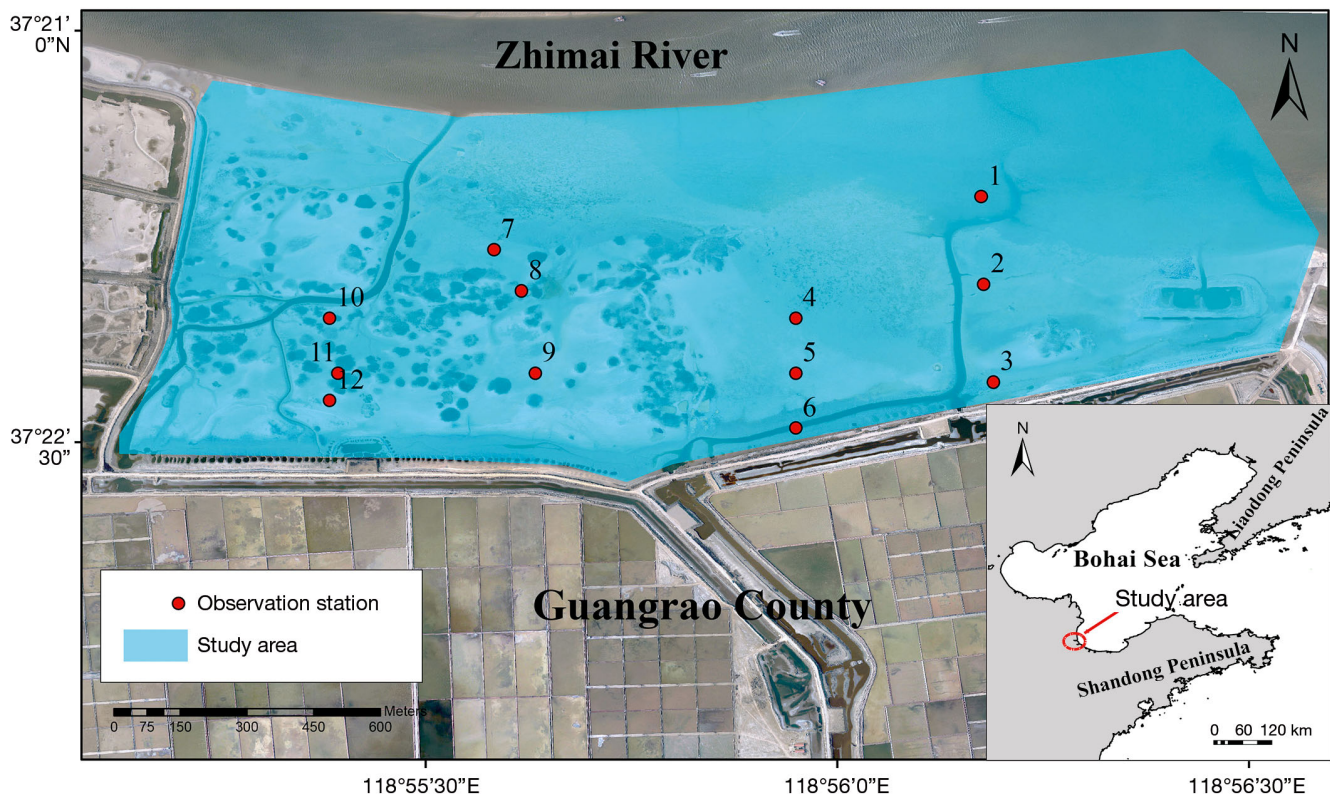 37°21'
0”N
Zhimai River
N
1
7
2
8
10
4
11
9
5
3
12
6
37°22'
30”
N
Liaodong Peninsula
Bohai Sea
Study area
Shandong Peninsula
0 60 120 km
Observation station
Study area
Guangrao County
Meters
0 75 150 300 450 600
118°55'30”E
118°56'0”E
118°56'30”E